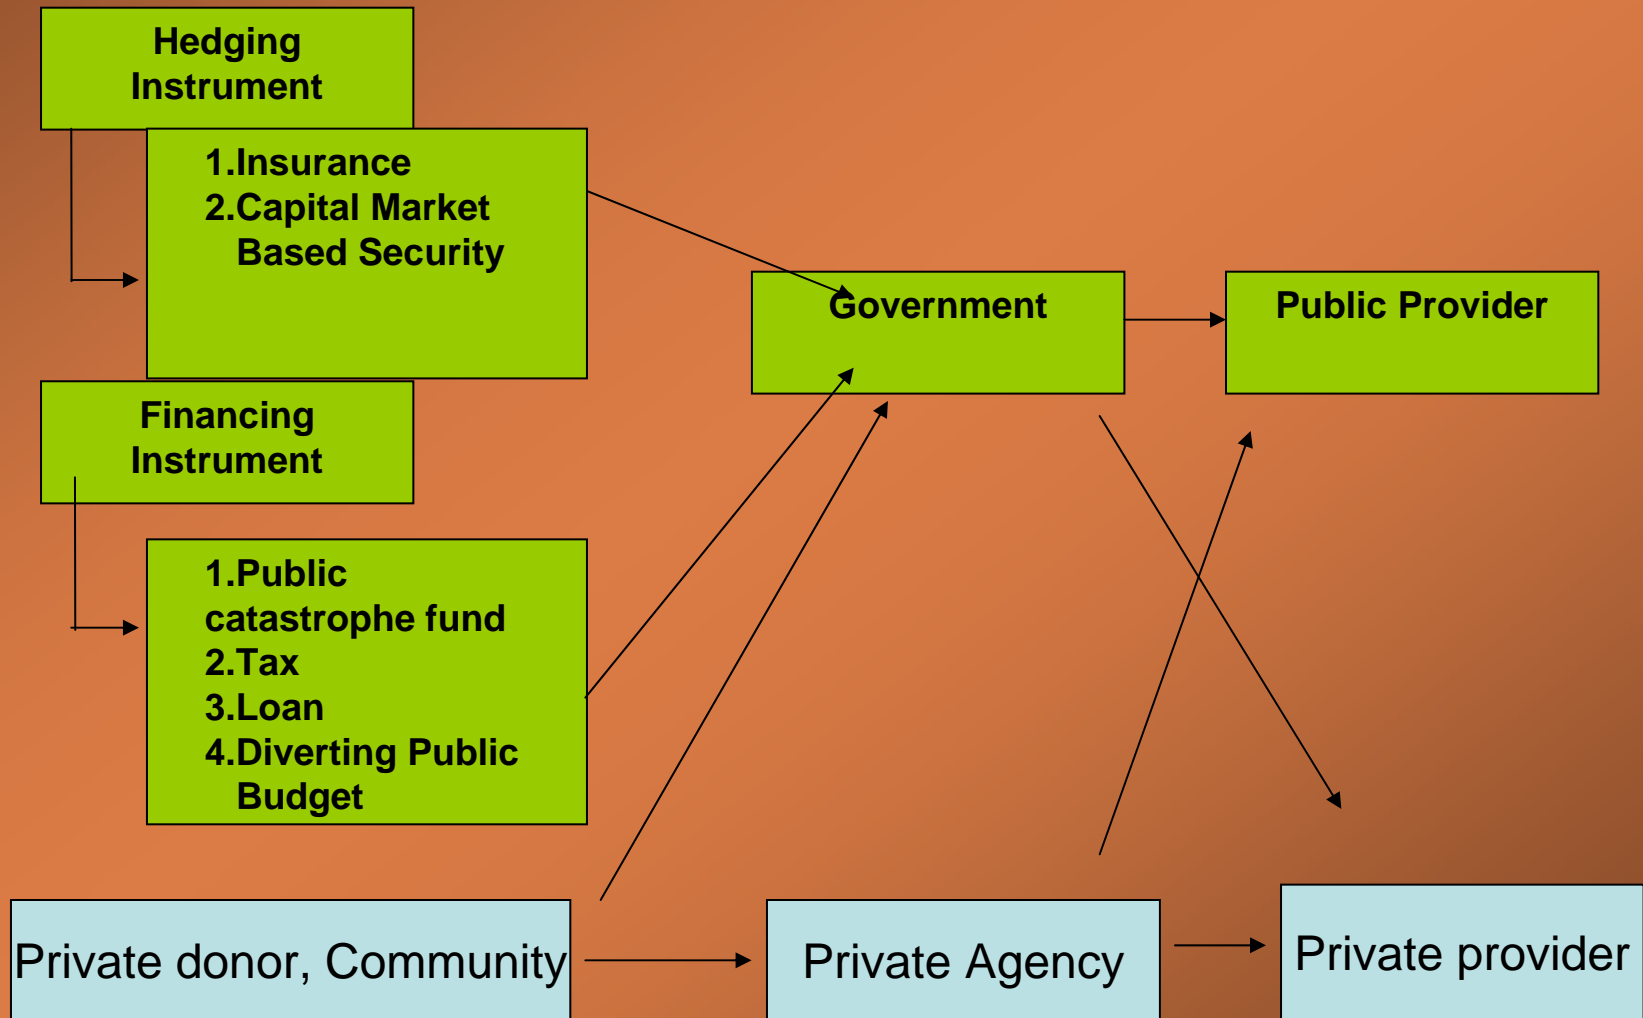 Hedging
Instrument
1.Insurance
2.Capital Market
Based Security
Financing
Instrument
1.Public
catastrophe fund
2.Tax
3.Loan
4.Diverting Public
Budget
Government
Public Provider
Private donor, Community
Private Agency
Private provider